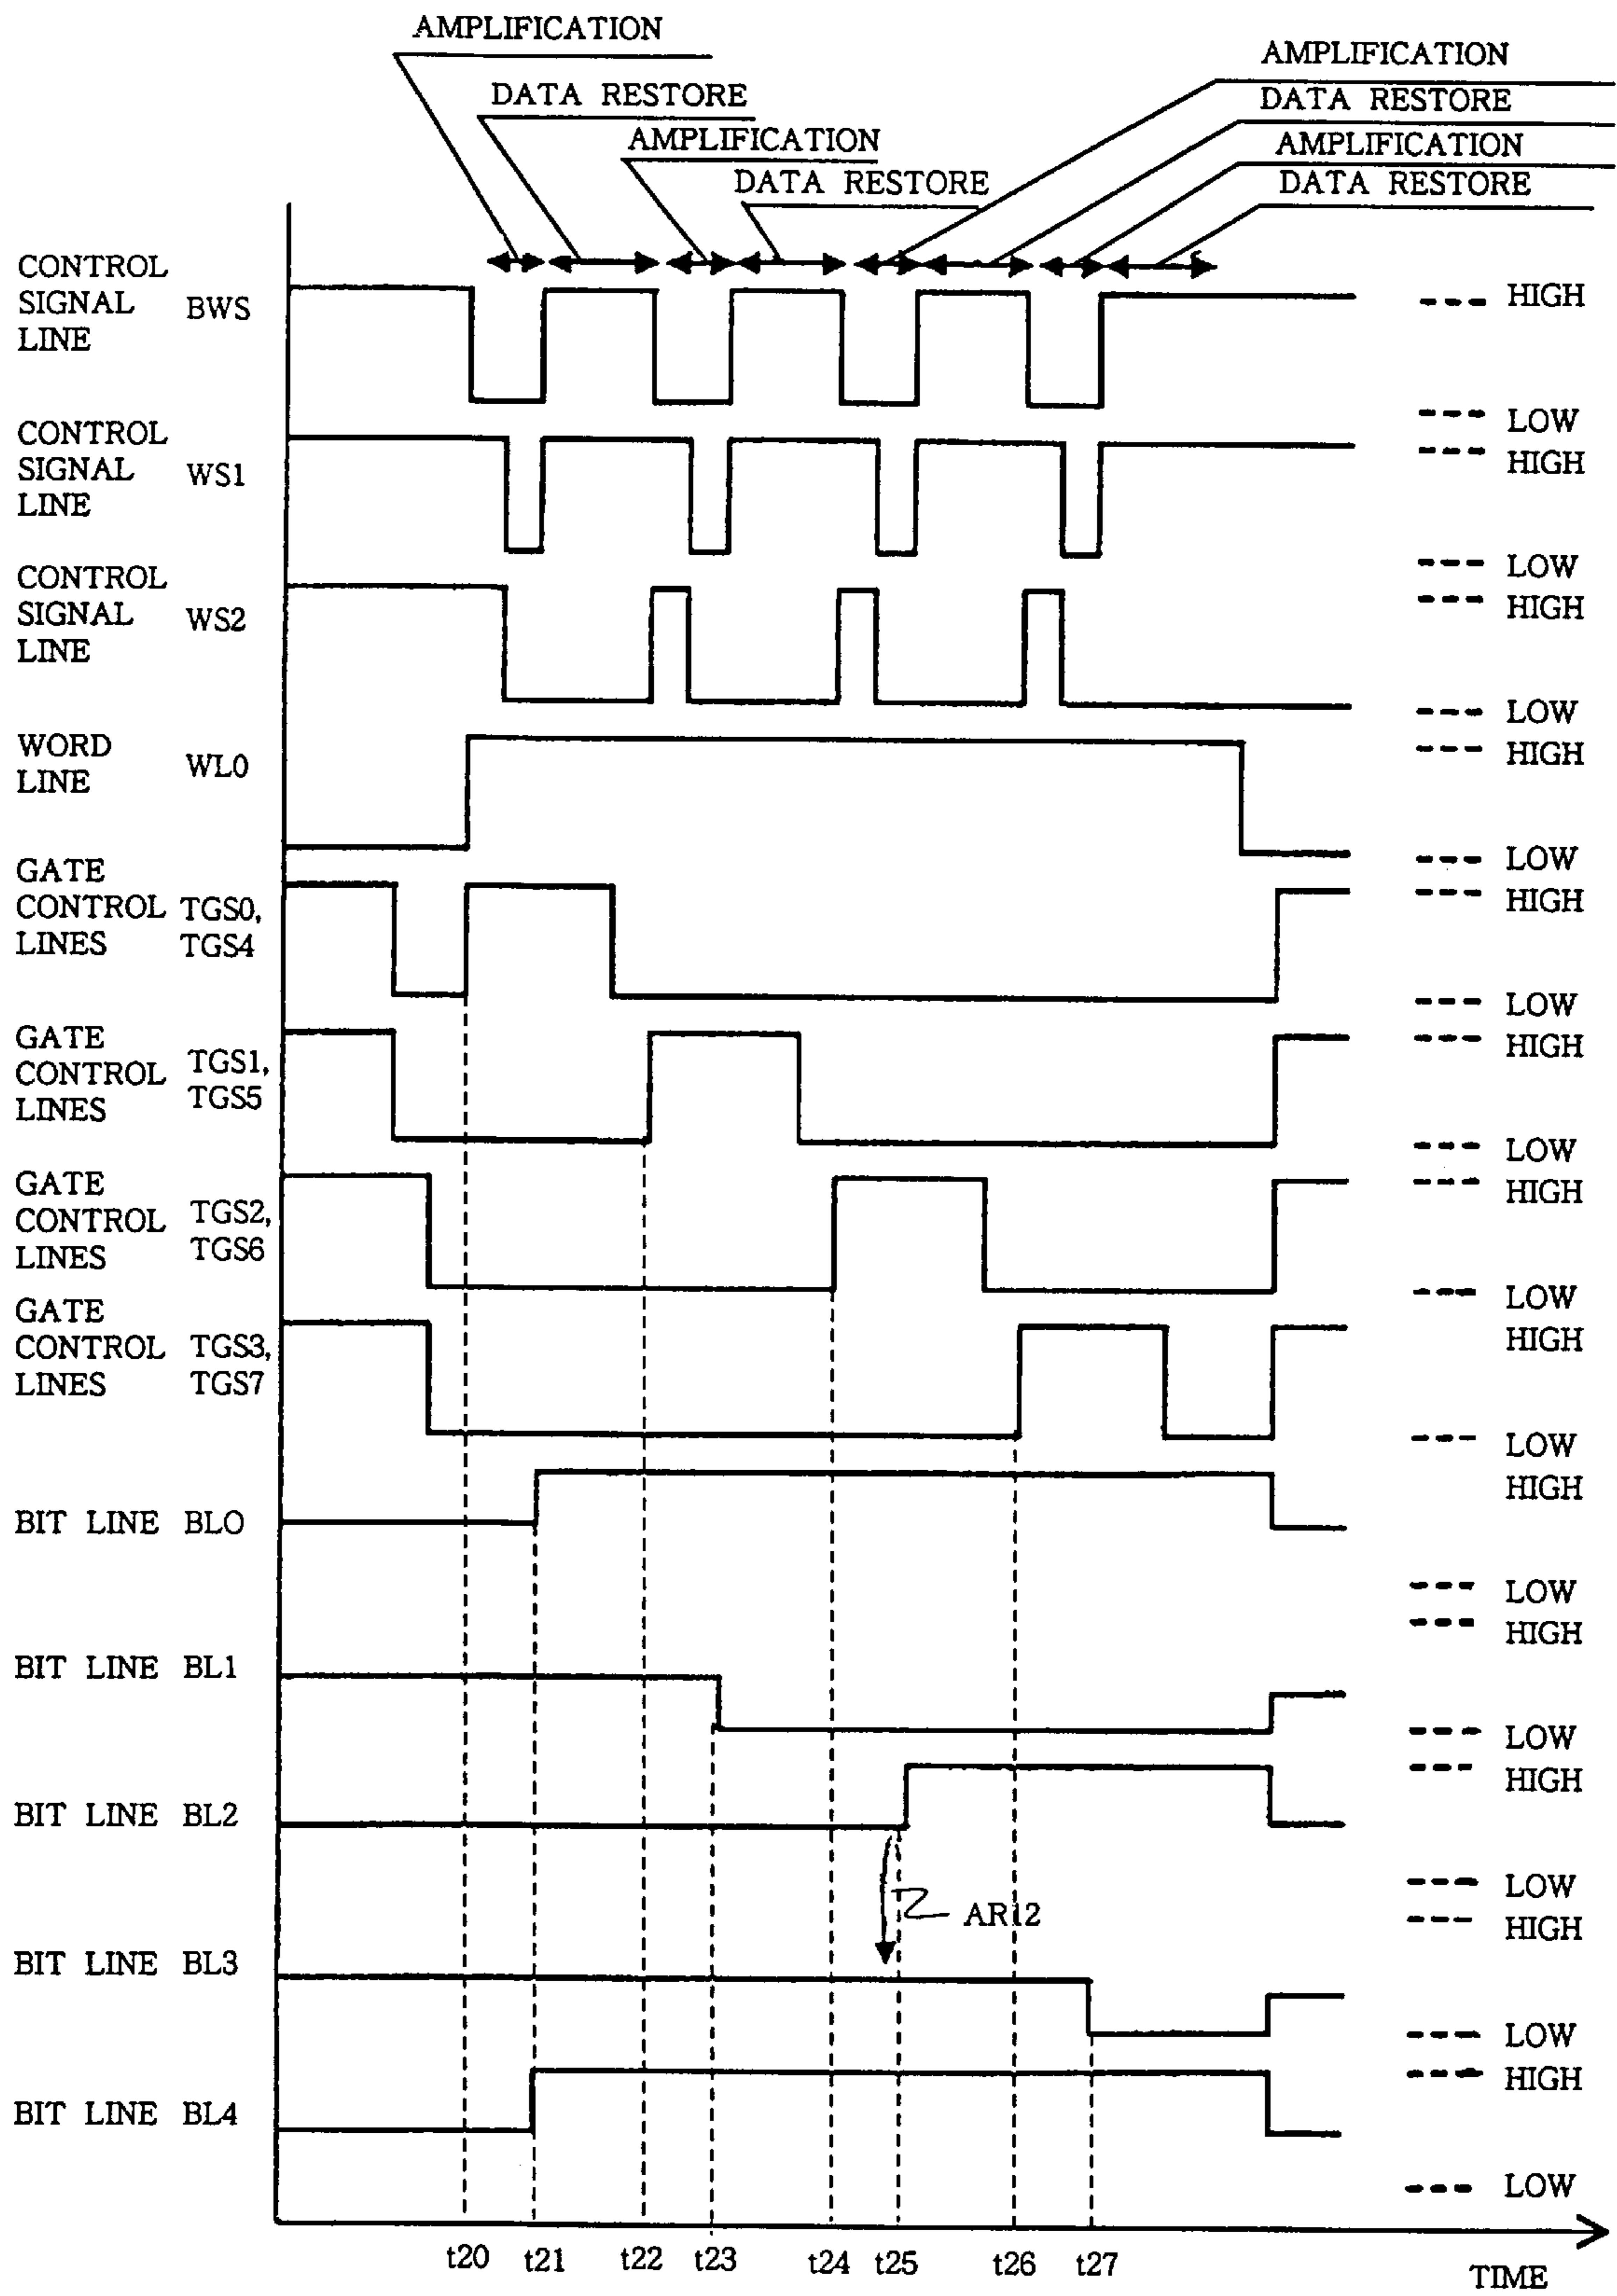 AMPLIFICATION
DATA RESTORE
AMPLIFICATION
DATA RESTORE
AMPLIFICATION
DATA RESTORE
AMPLIFICATION
DATA RESTORE
CONTROL
SIGNAL
LINE
BWS
HIGH
LOW
CONTROL
SIGNAL
LINE
WS1
HIGH
LOW
CONTROL
SIGNAL
LINE
WS2
HIGH
LOW
WORD
LINE
WL0
HIGH
LOW
GATE
CONTROL
LINES
TGS0,
TGS4
HIGH
LOW
GATE
CONTROL
LINES
TGS1,
TGS5
HIGH
LOW
GATE
CONTROL
LINES
TGS2,
TGS6
HIGH
LOW
GATE
CONTROL
LINES
TGS3,
TGS7
HIGH
LOW
BIT LINE BL0
HIGH
LOW
BIT LINE BL1
HIGH
LOW
BIT LINE BL2
HIGH
LOW
AR12
BIT LINE BL3
HIGH
LOW
BIT LINE BL4
HIGH
LOW
t20 t21 t22 t23 t24 t25 t26 t27
TIME